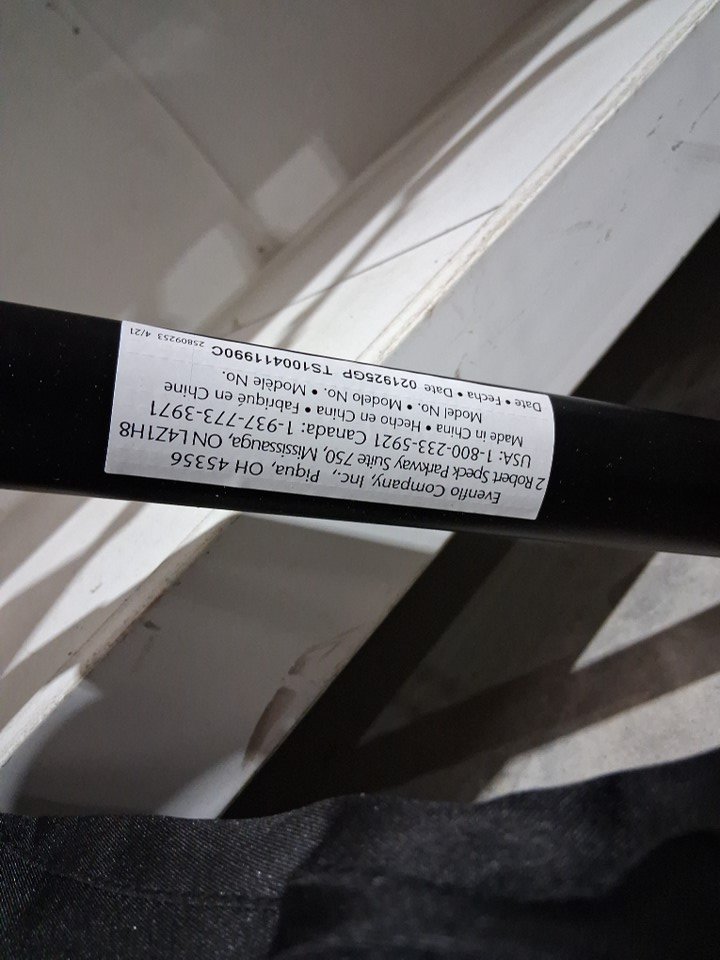 Evenflo Company, Inc., Piqua, OH 45356
2 Robert Speck Parkway Suite 750, Mississauga, ON L4Z1H8
USA: 1-800-233-5921 Canada: 1-937-773-3971
Made in China • Hecho en China • Fabriqué en Chine
Model No. • Modelo No. • Modèle No.
Date • Fecha • Date 021925GP TS1004411990C
25809253 4/21